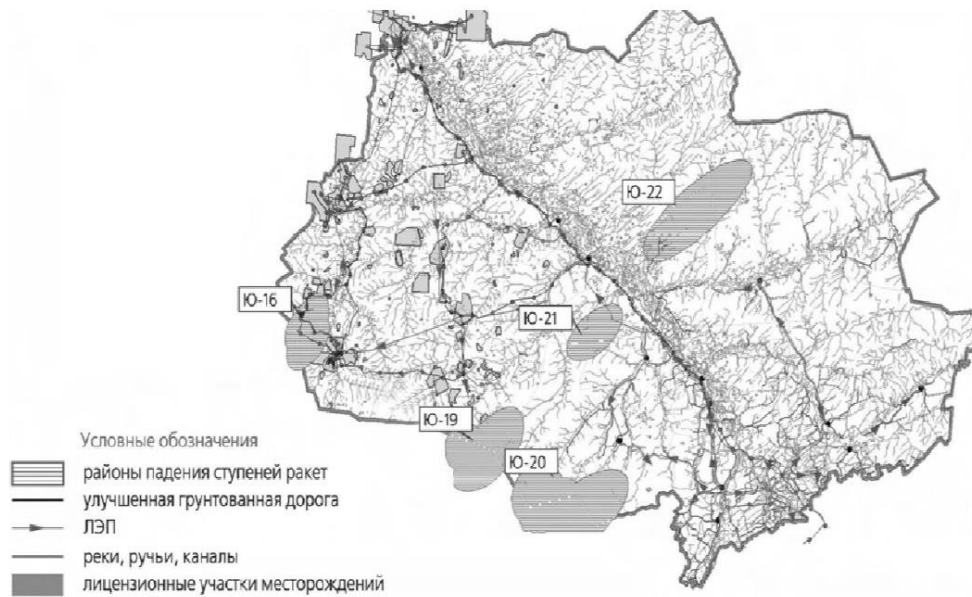 Ю-22
Ю-16
Ю-21
Ю-19
Ю-20
Условные обозначения
районы падения ступеней ракет
улучшенная грунтованная дорога
ЛЭП
реки, ручьи, каналы
лицензионные участки месторождений